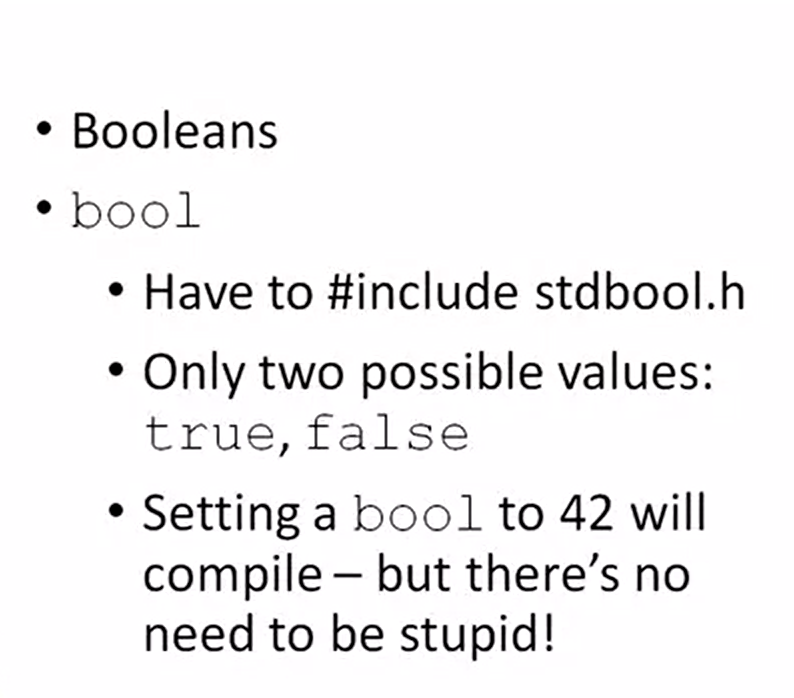 • Booleans
• bool
• Have to #include stdbool.h
• Only two possible values:
true, false
• Setting a bool to 42 will
compile – but there’s no
need to be stupid!